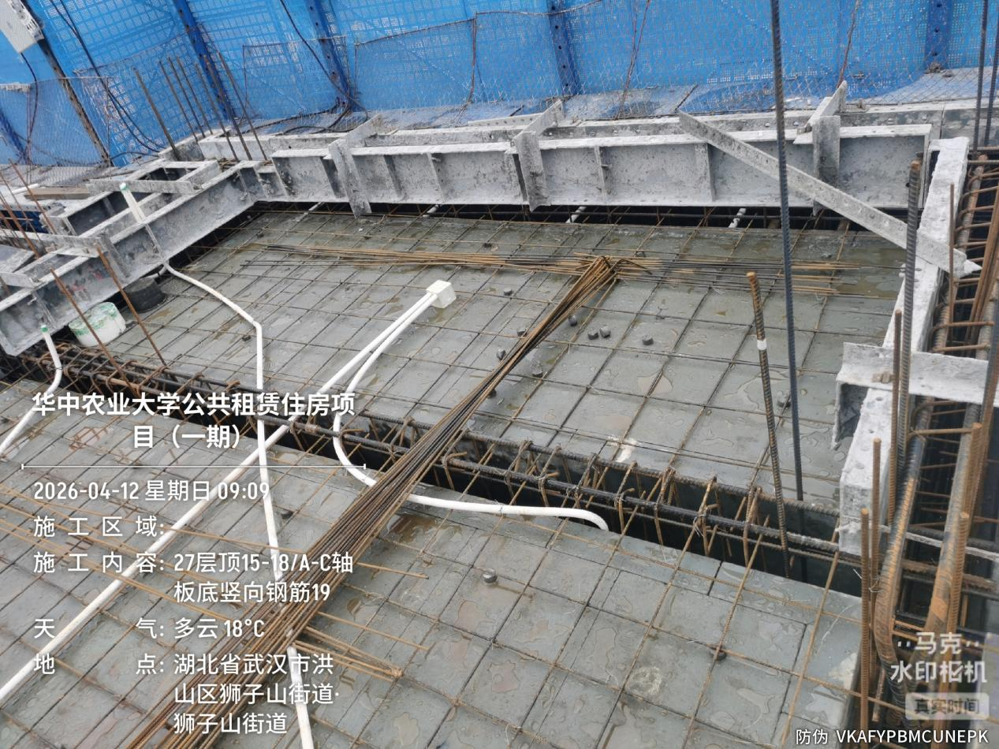 华中农业大学公共租赁住房项
目（一期）
2026-04-12 星期日 09:09
施工区域:
施工内容: 27层顶15-18/A-C轴
板底竖向钢筋19
天气: 多云 18°C
地点: 湖北省武汉市洪
山区狮子山街道·
狮子山街道
马克
水印相机
真实时间
防伪 VKAFYPBMCUNEPK